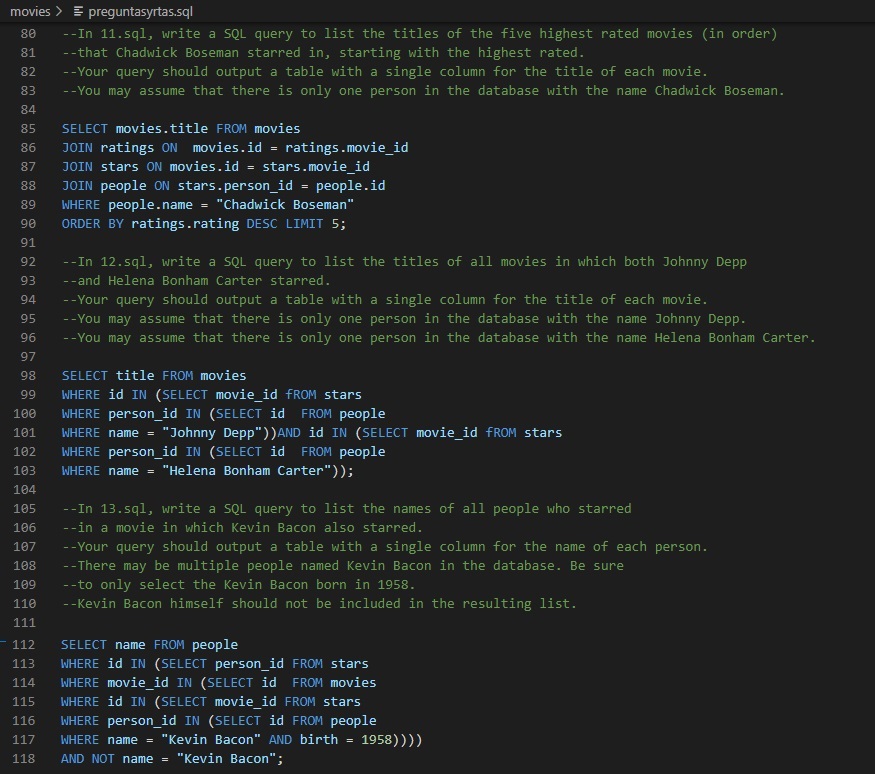 movies > preguntasyrtas.sql
80 --In 11.sql, write a SQL query to list the titles of the five highest rated movies (in order)
81 --that Chadwick Boseman starred in, starting with the highest rated.
82 --Your query should output a table with a single column for the title of each movie.
83 --You may assume that there is only one person in the database with the name Chadwick Boseman.
84
85 SELECT movies.title FROM movies
86 JOIN ratings ON  movies.id = ratings.movie_id
87 JOIN stars ON movies.id = stars.movie_id
88 JOIN people ON stars.person_id = people.id
89 WHERE people.name = "Chadwick Boseman"
90 ORDER BY ratings.rating DESC LIMIT 5;
91
92 --In 12.sql, write a SQL query to list the titles of all movies in which both Johnny Depp
93 --and Helena Bonham Carter starred.
94 --Your query should output a table with a single column for the title of each movie.
95 --You may assume that there is only one person in the database with the name Johnny Depp.
96 --You may assume that there is only one person in the database with the name Helena Bonham Carter.
97
98 SELECT title FROM movies
99 WHERE id IN (SELECT movie_id fROM stars
100 WHERE person_id IN (SELECT id  FROM people
101 WHERE name = "Johnny Depp"))AND id IN (SELECT movie_id fROM stars
102 WHERE person_id IN (SELECT id  FROM people
103 WHERE name = "Helena Bonham Carter"));
104
105 --In 13.sql, write a SQL query to list the names of all people who starred
106 --in a movie in which Kevin Bacon also starred.
107 --Your query should output a table with a single column for the name of each person.
108 --There may be multiple people named Kevin Bacon in the database. Be sure
109 --to only select the Kevin Bacon born in 1958.
110 --Kevin Bacon himself should not be included in the resulting list.
111
112 SELECT name FROM people
113 WHERE id IN (SELECT person_id FROM stars
114 WHERE movie_id IN (SELECT id  FROM movies
115 WHERE id IN (SELECT movie_id FROM stars
116 WHERE person_id IN (SELECT id FROM people
117 WHERE name = "Kevin Bacon" AND birth = 1958))))
118 AND NOT name = "Kevin Bacon";